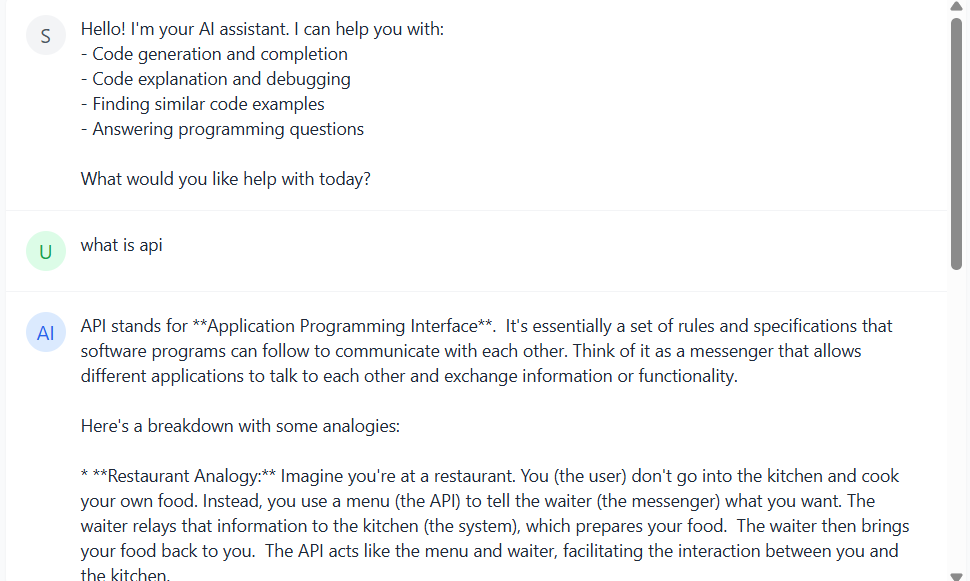 S
Hello! I'm your AI assistant. I can help you with:
- Code generation and completion
- Code explanation and debugging
- Finding similar code examples
- Answering programming questions
What would you like help with today?
U
what is api
AI
API stands for **Application Programming Interface**.  It's essentially a set of rules and specifications that
software programs can follow to communicate with each other. Think of it as a messenger that allows
different applications to talk to each other and exchange information or functionality.
Here's a breakdown with some analogies:
* **Restaurant Analogy:** Imagine you're at a restaurant. You (the user) don't go into the kitchen and cook
your own food. Instead, you use a menu (the API) to tell the waiter (the messenger) what you want. The
waiter relays that information to the kitchen (the system), which prepares your food.  The waiter then brings
your food back to you.  The API acts like the menu and waiter, facilitating the interaction between you and
the kitchen.